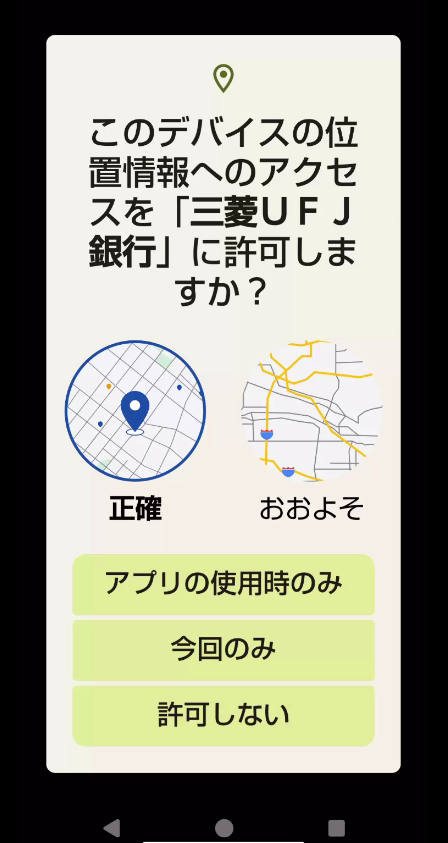 このデバイスの位
置情報へのアクセ
スを「三菱ＵＦＪ
銀行」に許可しま
すか？
正確
おおよそ
アプリの使用時のみ
今回のみ
許可しない